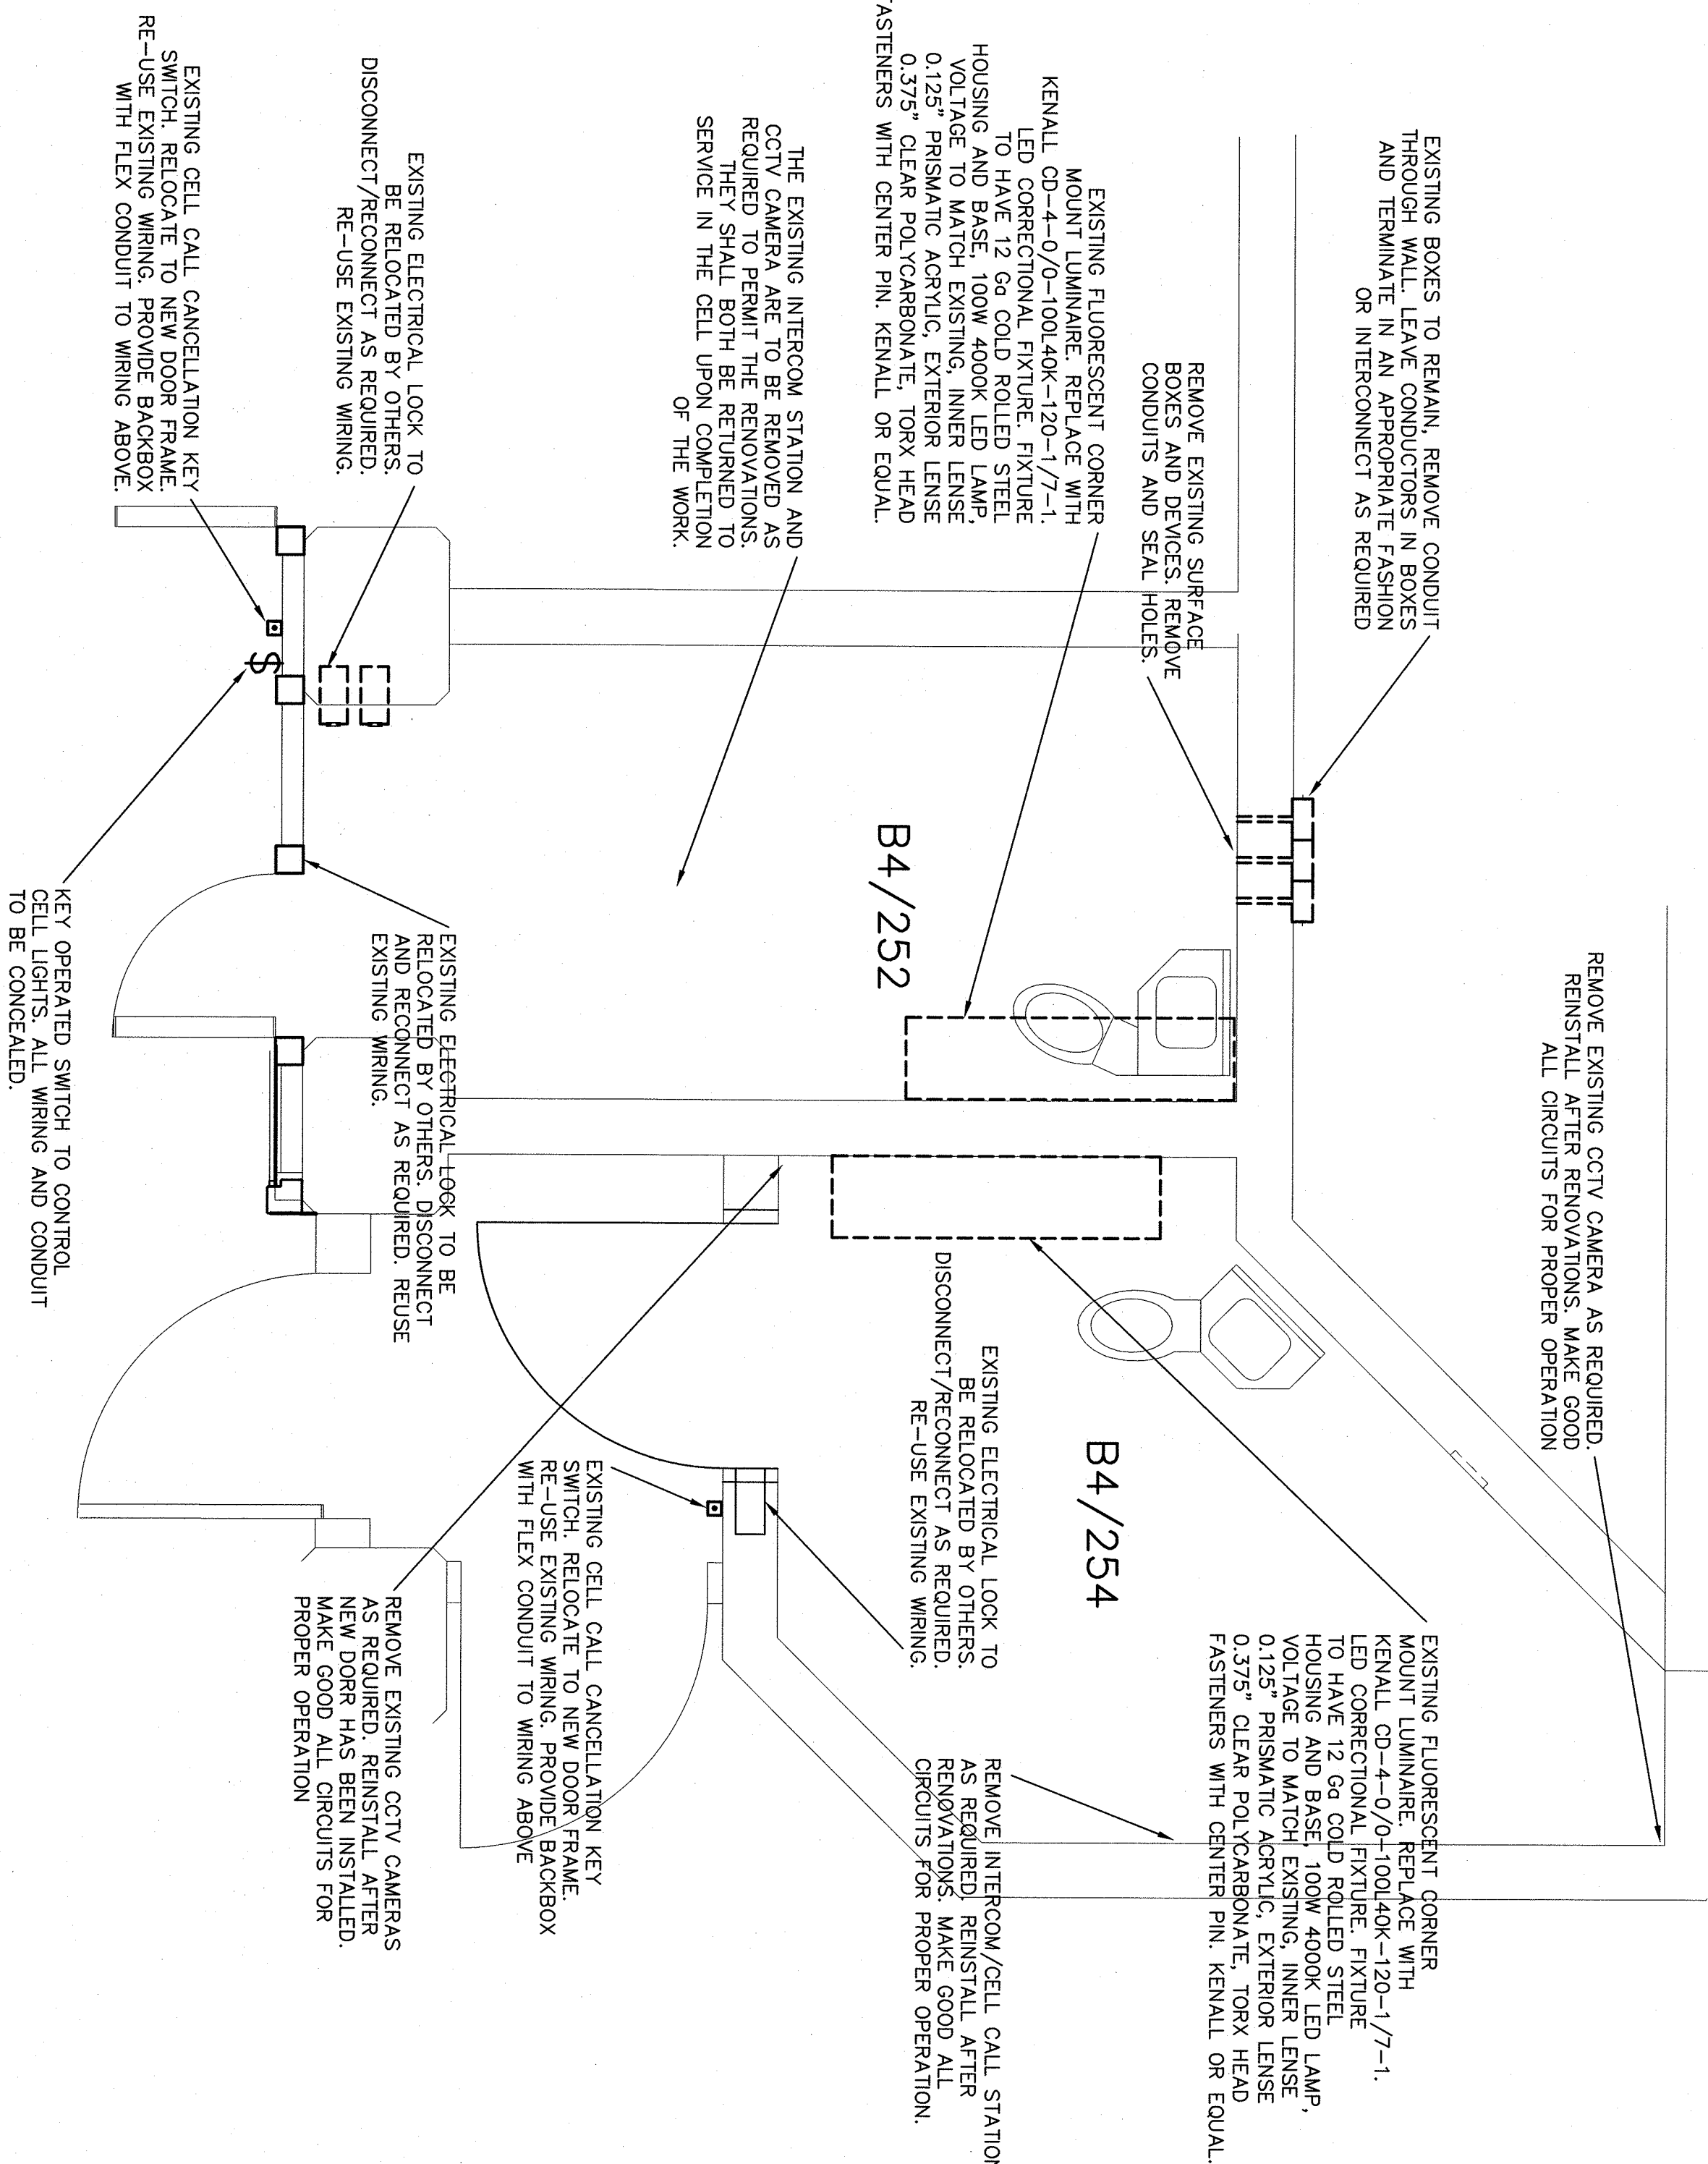 EXISTING BOXES TO REMAIN, REMOVE CONDUIT
THROUGH WALL. LEAVE CONDUCTORS IN BOXES
AND TERMINATE IN AN APPROPRIATE FASHION
OR INTERCONNECT AS REQUIRED
REMOVE EXISTING SURFACE
BOXES AND DEVICES. REMOVE
CONDUITS AND SEAL HOLES.
EXISTING FLUORESCENT CORNER
MOUNT LUMINAIRE. REPLACE WITH
KENALL CD-4-0/0-100L40K-120-1/7-1.
LED CORRECTIONAL FIXTURE. FIXTURE
TO HAVE 12 Ga COLD ROLLED STEEL
HOUSING AND BASE, 100W 4000K LED LAMP,
VOLTAGE TO MATCH EXISTING, INNER LENSE
0.125" PRISMATIC ACRYLIC, EXTERIOR LENSE
0.375" CLEAR POLYCARBONATE, TORX HEAD
FASTENERS WITH CENTER PIN. KENALL OR EQUAL.
THE EXISTING INTERCOM STATION AND
CCTV CAMERA ARE TO BE REMOVED AS
REQUIRED TO PERMIT THE RENOVATIONS.
THEY SHALL BOTH BE RETURNED TO
SERVICE IN THE CELL UPON COMPLETION
OF THE WORK.
EXISTING ELECTRICAL LOCK TO
BE RELOCATED BY OTHERS.
DISCONNECT/RECONNECT AS REQUIRED.
RE-USE EXISTING WIRING.
EXISTING CELL CALL CANCELLATION KEY
SWITCH. RELOCATE TO NEW DOOR FRAME.
RE-USE EXISTING WIRING. PROVIDE BACKBOX
WITH FLEX CONDUIT TO WIRING ABOVE.
$
B4/252
EXISTING ELECTRICAL LOCK TO BE
RELOCATED BY OTHERS. DISCONNECT
AND RECONNECT AS REQUIRED. REUSE
EXISTING WIRING.
KEY OPERATED SWITCH TO CONTROL
CELL LIGHTS. ALL WIRING AND CONDUIT
TO BE CONCEALED.
REMOVE EXISTING CCTV CAMERA AS REQUIRED.
REINSTALL AFTER RENOVATIONS. MAKE GOOD
ALL CIRCUITS FOR PROPER OPERATION
B4/254
EXISTING ELECTRICAL LOCK TO
BE RELOCATED BY OTHERS.
DISCONNECT/RECONNECT AS REQUIRED.
RE-USE EXISTING WIRING.
EXISTING CELL CALL CANCELLATION KEY
SWITCH. RELOCATE TO NEW DOOR FRAME.
RE-USE EXISTING WIRING. PROVIDE BACKBOX
WITH FLEX CONDUIT TO WIRING ABOVE
REMOVE EXISTING CCTV CAMERAS
AS REQUIRED. REINSTALL AFTER
NEW DORR HAS BEEN INSTALLED.
MAKE GOOD ALL CIRCUITS FOR
PROPER OPERATION
EXISTING FLUORESCENT CORNER
MOUNT LUMINAIRE. REPLACE WITH
KENALL CD-4-0/0-100L40K-120-1/7-1.
LED CORRECTIONAL FIXTURE. FIXTURE
TO HAVE 12 Ga COLD ROLLED STEEL
HOUSING AND BASE, 100W 4000K LED LAMP,
VOLTAGE TO MATCH EXISTING, INNER LENSE
0.125" PRISMATIC ACRYLIC, EXTERIOR LENSE
0.375" CLEAR POLYCARBONATE, TORX HEAD
FASTENERS WITH CENTER PIN. KENALL OR EQUAL.
REMOVE INTERCOM/CELL CALL STATION
AS REQUIRED. REINSTALL AFTER
RENOVATIONS. MAKE GOOD ALL
CIRCUITS FOR PROPER OPERATION.